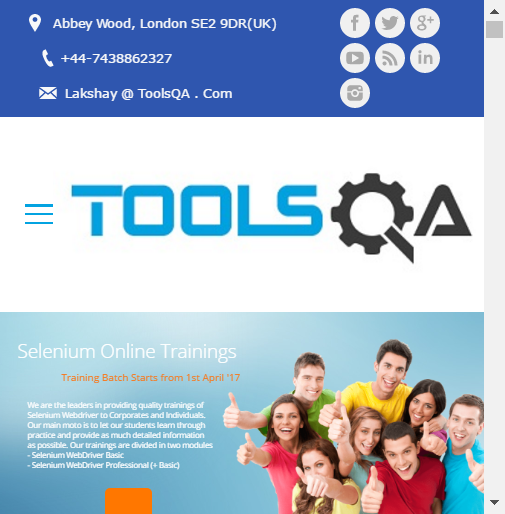 Abbey Wood, London SE2 9DR(UK)
+44-7438862327
Lakshay @ ToolsQA . Com
TOOLSQA
Selenium Online Trainings
Training Batch Starts from 1st April '17
We are the leaders in providing quality trainings of
Selenium Webdriver to Corporates and Individuals.
Our main moto is to let our students learn through
practice and provide as much detailed information
as possible. Our trainings are divided in two modules
- Selenium WebDriver Basic
- Selenium WebDriver Professional (+ Basic)